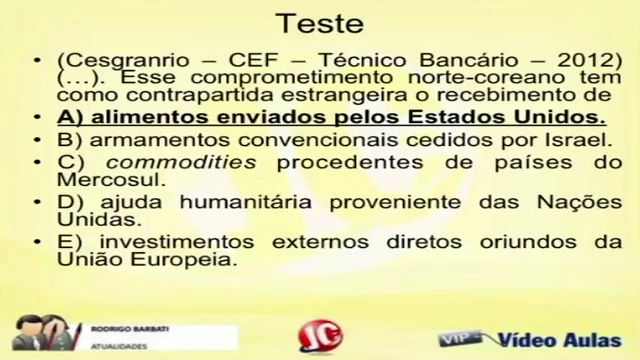 Teste
• (Cesgranrio – CEF – Técnico Bancário – 2012)
(...). Esse comprometimento norte-coreano tem
como contrapartida estrangeira o recebimento de
• A) alimentos enviados pelos Estados Unidos.
• B) armamentos convencionais cedidos por Israel.
• C) commodities procedentes de países do
Mercosul.
• D) ajuda humanitária proveniente das Nações
Unidas.
• E) investimentos externos diretos oriundos da
União Europeia.
RODRIGO BARBATI
ATUALIDADES
JC
VIP Vídeo Aulas